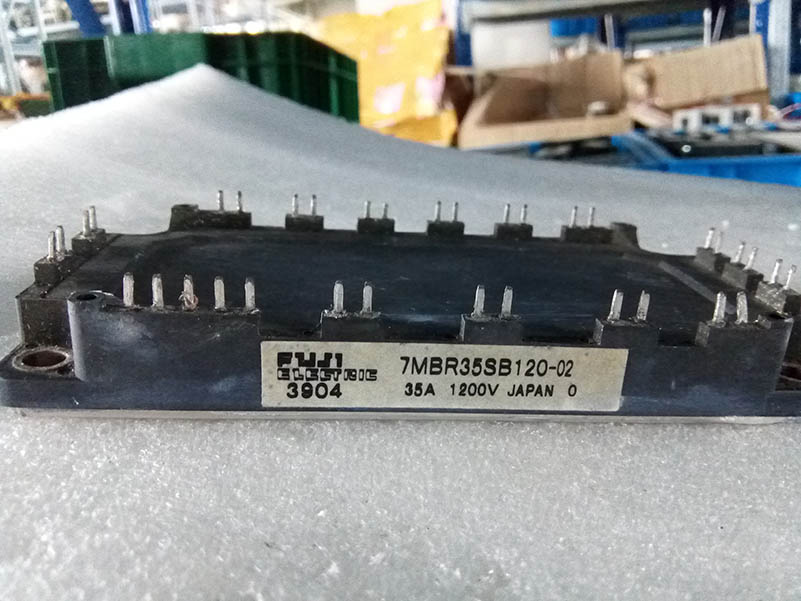 FUJI
ELECTRIC
3904
7MBR35SB120-02
35A 1200V JAPAN 0